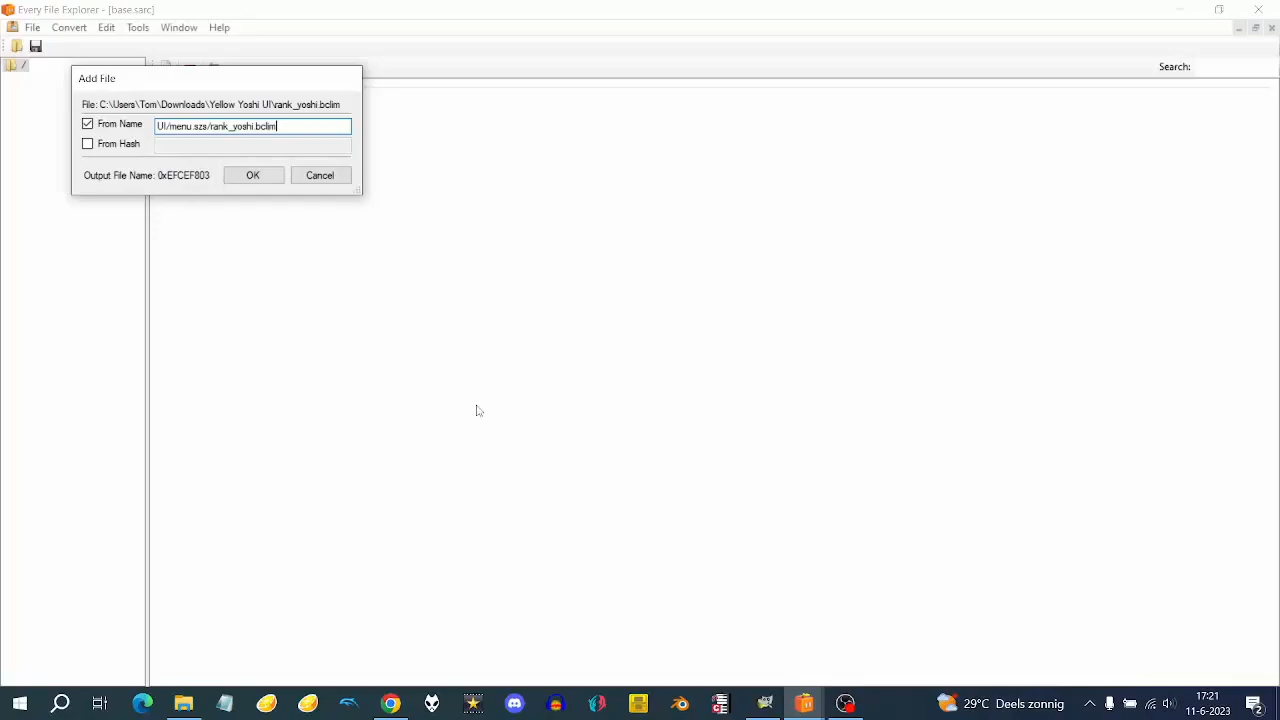 Every File Explorer - [base.sarc]
File Convert Edit Tools Window Help
/
Search:
Add File
File: C:\Users\Tom\Downloads\Yellow Yoshi UI\rank_yoshi.bclim
From Name UI/menu.szs/rank_yoshi.bclim
From Hash
Output File Name: 0xEFCEF803 OK Cancel
29°C Deels zonnig
17:21
11-6-2023
2